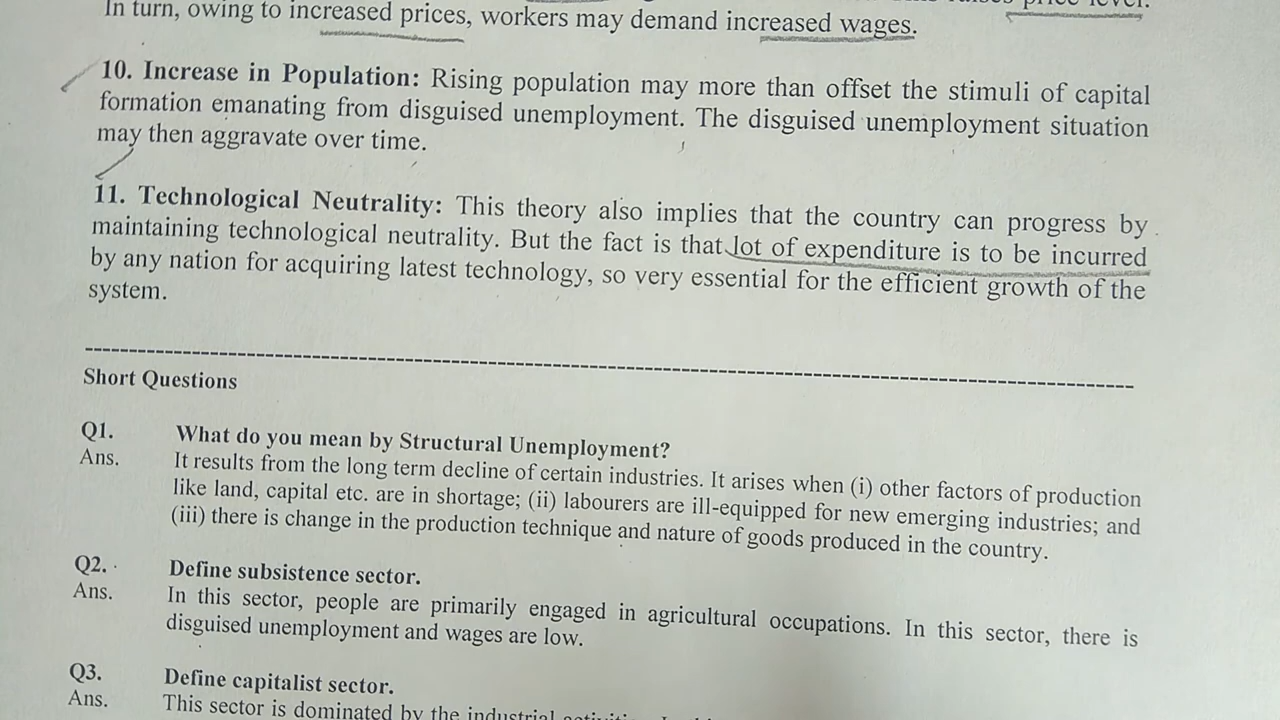 In turn, owing to increased prices, workers may demand increased wages. price level.
10. Increase in Population: Rising population may more than offset the stimuli of capital
formation emanating from disguised unemployment. The disguised unemployment situation
may then aggravate over time.
11. Technological Neutrality: This theory also implies that the country can progress by
maintaining technological neutrality. But the fact is that lot of expenditure is to be incurred
by any nation for acquiring latest technology, so very essential for the efficient growth of the
system.
Short Questions
Q1. What do you mean by Structural Unemployment?
Ans. It results from the long term decline of certain industries. It arises when (i) other factors of production
like land, capital etc. are in shortage; (ii) labourers are ill-equipped for new emerging industries; and
(iii) there is change in the production technique and nature of goods produced in the country.
Q2. Define subsistence sector.
Ans. In this sector, people are primarily engaged in agricultural occupations. In this sector, there is
disguised unemployment and wages are low.
Q3. Define capitalist sector.
Ans. This sector is dominated by the industrial